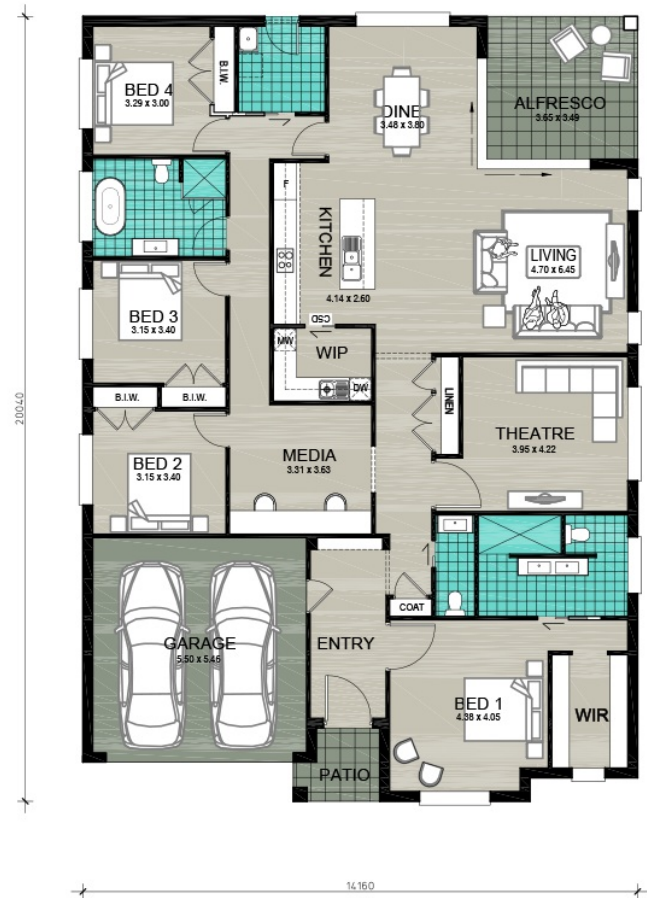 BED 4
3.29 x 3.00
B.I.W.
DINE
3.48 x 3.80
ALFRESCO
3.65 x 3.49
F
KITCHEN
4.14 x 2.60
LIVING
4.70 x 6.45
BED 3
3.15 x 3.40
CSD
MW
WIP
DW
B.I.W.
B.I.W.
LINEN
THEATRE
3.95 x 4.22
BED 2
3.15 x 3.40
MEDIA
3.31 x 3.63
20040
COAT
GARAGE
5.50 x 5.46
ENTRY
BED 1
4.38 x 4.05
WIR
PATIO
14160